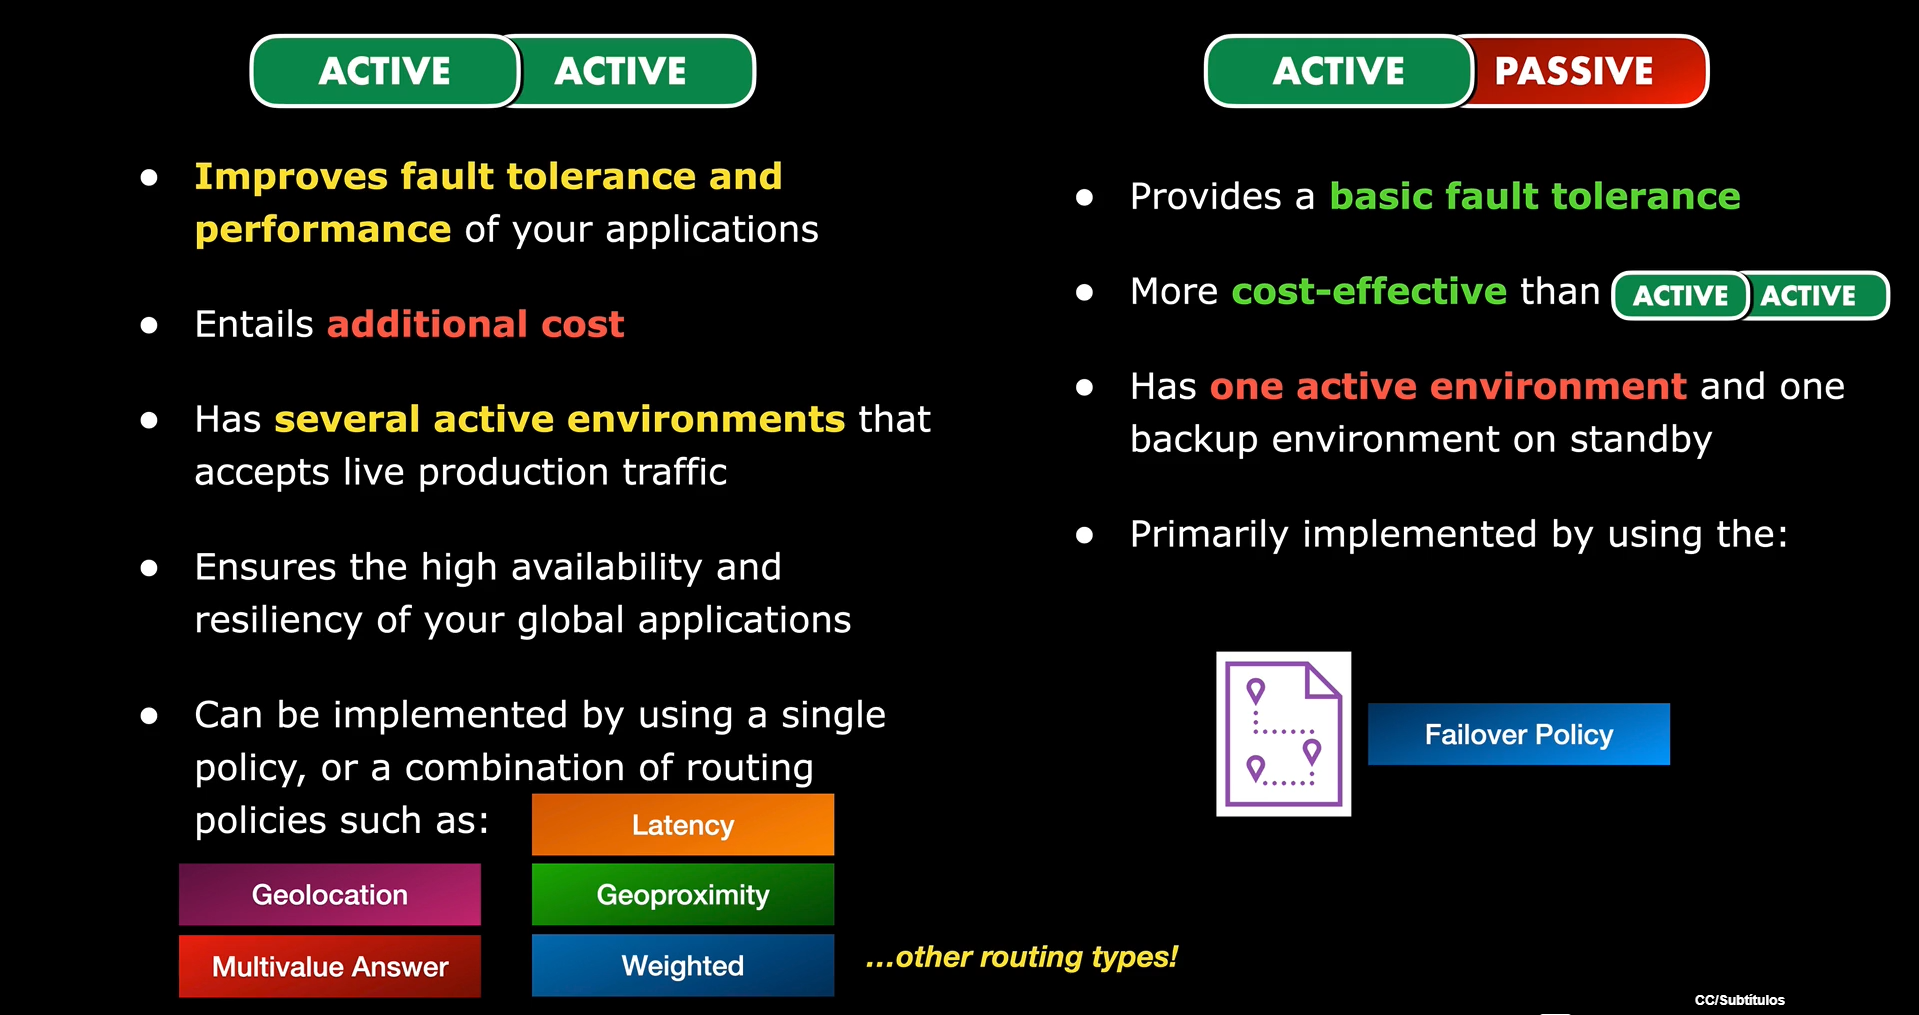 ACTIVE ACTIVE
● Improves fault tolerance and
performance of your applications
● Entails additional cost
● Has several active environments that
accepts live production traffic
● Ensures the high availability and
resiliency of your global applications
● Can be implemented by using a single
policy, or a combination of routing
policies such as:
Latency
Geolocation
Geoproximity
Multivalue Answer
Weighted
...other routing types!
ACTIVE PASSIVE
● Provides a basic fault tolerance
● More cost-effective than ACTIVE ACTIVE
● Has one active environment and one
backup environment on standby
● Primarily implemented by using the:
Failover Policy
CC/Subtítulos